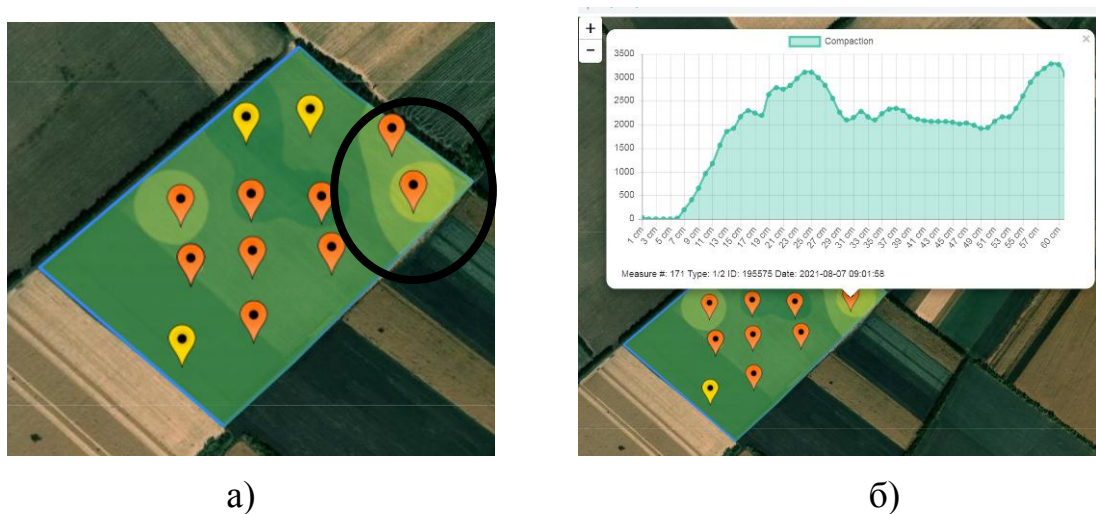 +
−
×
Compaction
3500
3000
2500
2000
1500
1000
500
0
1 cm
3 cm
5 cm
7 cm
9 cm
11 cm
13 cm
15 cm
17 cm
19 cm
21 cm
23 cm
25 cm
27 cm
29 cm
31 cm
33 cm
35 cm
37 cm
39 cm
41 cm
43 cm
45 cm
47 cm
49 cm
51 cm
53 cm
55 cm
57 cm
60 cm
Measure #: 171 Type: 1/2 ID: 195575 Date: 2021-08-07 09:01:58
а)
б)